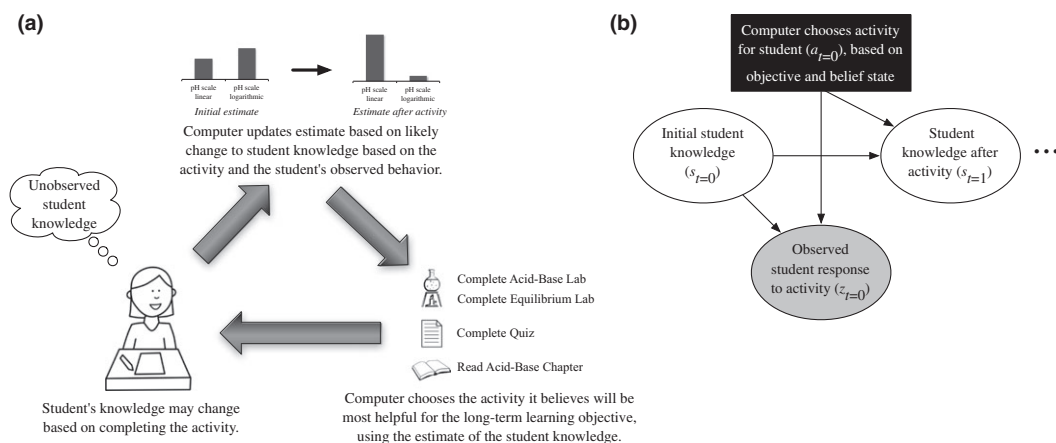 (a)
pH scale
linear
pH scale
logarithmic
Initial estimate
pH scale
linear
pH scale
logarithmic
Estimate after activity
Computer updates estimate based on likely
change to student knowledge based on the
activity and the student's observed behavior.
Unobserved
student
knowledge
Complete Acid-Base Lab
Complete Equilibrium Lab
Complete Quiz
Read Acid-Base Chapter
Student's knowledge may change
based on completing the activity.
Computer chooses the activity it believes will be
most helpful for the long-term learning objective,
using the estimate of the student knowledge.
(b)
Computer chooses activity
for student (a_{t=0}), based on
objective and belief state
Initial student
knowledge
(s_{t=0})
Student
knowledge after
activity (s_{t=1})
...
Observed
student response
to activity (z_{t=0})